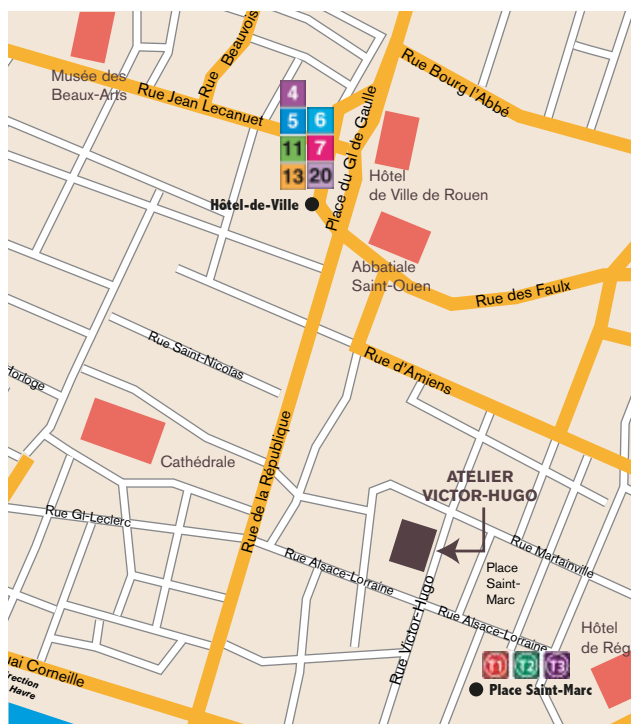 Musée des
Beaux-Arts
Rue Beauvois
Rue Jean Lecanuet
Rue Bourg l'Abbé
4
5 6
11 7
13 20
Place du Gl de Gaulle
Hôtel
de Ville de Rouen
Hôtel-de-Ville
Abbatiale
Saint-Ouen
Rue des Faulx
Rue Saint-Nicolas
Rue d'Amiens
Horloge
Cathédrale
Rue de la République
ATELIER
VICTOR-HUGO
Rue Gl-Leclerc
Rue Martainville
Rue Alsace-Lorraine
Place
Saint-
Marc
Rue Victor-Hugo
Rue Alsace-Lorraine
Hôtel
de Rég
T1 T2 T3
Place Saint-Marc
uai Corneille
irection
Havre